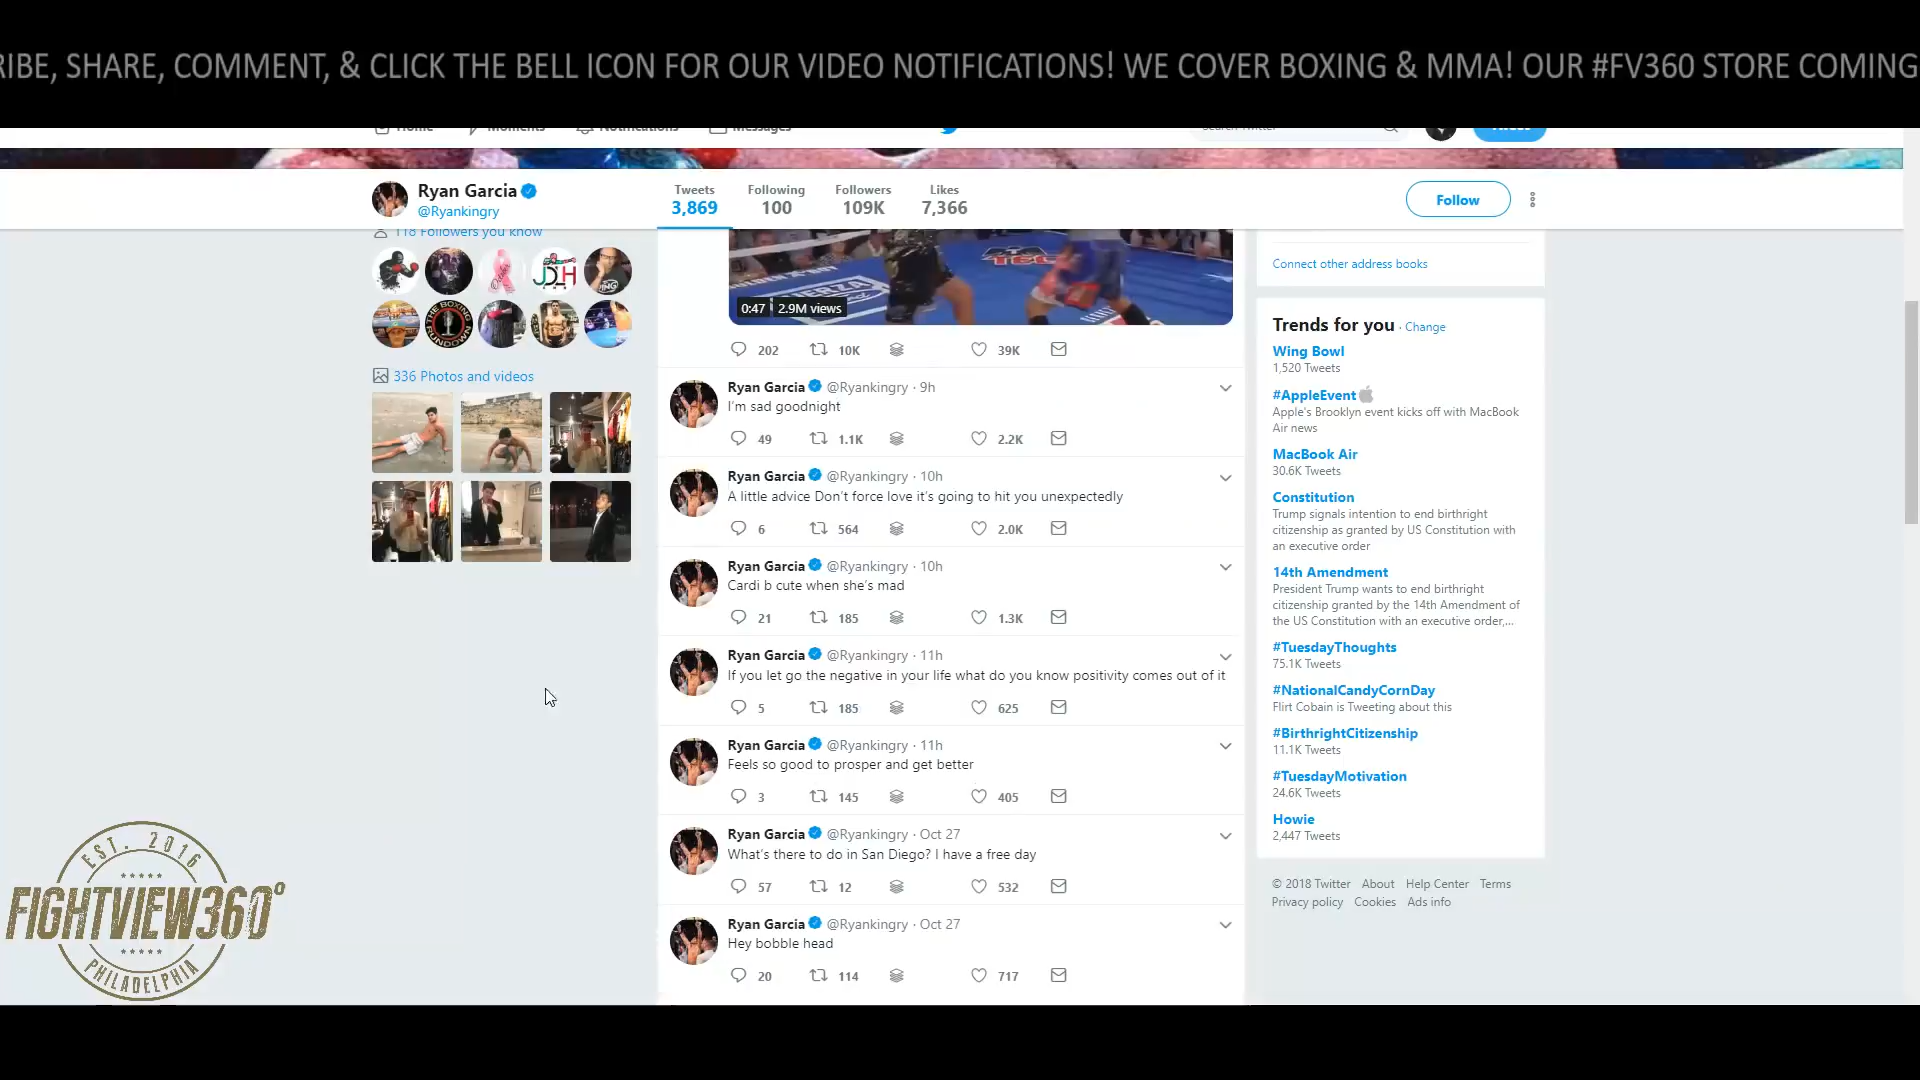 RIBE, SHARE, COMMENT, & CLICK THE BELL ICON FOR OUR VIDEO NOTIFICATIONS! WE COVER BOXING & MMA! OUR #FV360 STORE COMING
Home Moments Notifications Messages
Search Twitter
Ryan Garcia
@Ryankingry
Tweets Following Followers Likes
3,869 100 109K 7,366
Follow
118 Followers you know
336 Photos and videos
0:47 2.9M views
202 10K 39K
Ryan Garcia @Ryankingry · 9h
I'm sad goodnight
49 1.1K 2.2K
Ryan Garcia @Ryankingry · 10h
A little advice Don't force love it's going to hit you unexpectedly
6 564 2.0K
Ryan Garcia @Ryankingry · 10h
Cardi b cute when she's mad
21 185 1.3K
Ryan Garcia @Ryankingry · 11h
If you let go the negative in your life what do you know positivity comes out of it
5 185 625
Ryan Garcia @Ryankingry · 11h
Feels so good to prosper and get better
3 145 405
Ryan Garcia @Ryankingry · Oct 27
What's there to do in San Diego? I have a free day
57 12 532
Ryan Garcia @Ryankingry · Oct 27
Hey bobble head
20 114 717
Connect other address books
Trends for you · Change
Wing Bowl
1,520 Tweets
#AppleEvent
Apple's Brooklyn event kicks off with MacBook
Air news
MacBook Air
30.6K Tweets
Constitution
Trump signals intention to end birthright
citizenship as granted by US Constitution with
an executive order
14th Amendment
President Trump wants to end birthright
citizenship granted by the 14th Amendment of
the US Constitution with an executive order,...
#TuesdayThoughts
75.1K Tweets
#NationalCandyCornDay
Flirt Cobain is Tweeting about this
#BirthrightCitizenship
11.1K Tweets
#TuesdayMotivation
24.6K Tweets
Howie
2,447 Tweets
© 2018 Twitter About Help Center Terms
Privacy policy Cookies Ads info
EST. 2016
FIGHTVIEW360°
PHILADELPHIA